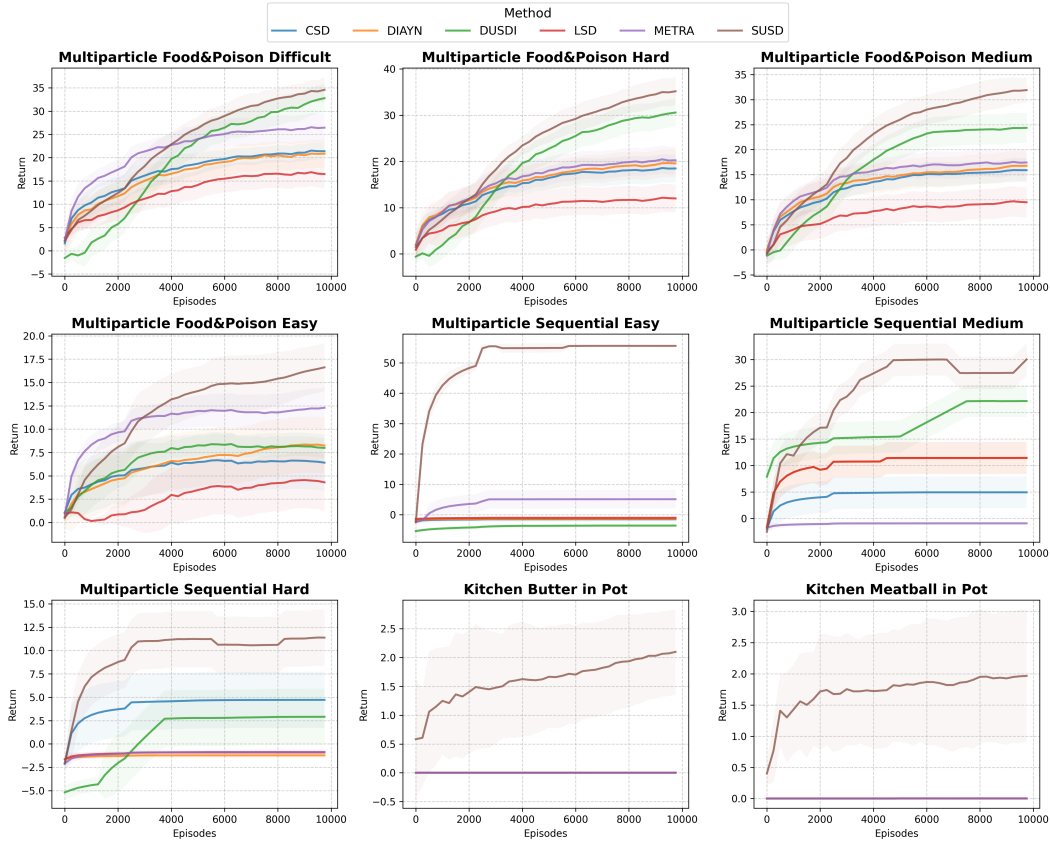 Method
CSD DIAYN DUSDI LSD METRA SUSD
Multiparticle Food&Poison Difficult
Return
35
30
25
20
15
10
5
0
−5
0 2000 4000 6000 8000 10000
Episodes
Multiparticle Food&Poison Hard
Return
40
30
20
10
0
0 2000 4000 6000 8000 10000
Episodes
Multiparticle Food&Poison Medium
Return
35
30
25
20
15
10
5
0
−5
0 2000 4000 6000 8000 10000
Episodes
Multiparticle Food&Poison Easy
Return
20.0
17.5
15.0
12.5
10.0
7.5
5.0
2.5
0.0
0 2000 4000 6000 8000 10000
Episodes
Multiparticle Sequential Easy
Return
50
40
30
20
10
0
0 2000 4000 6000 8000 10000
Episodes
Multiparticle Sequential Medium
Return
30
25
20
15
10
5
0
0 2000 4000 6000 8000 10000
Episodes
Multiparticle Sequential Hard
Return
15.0
12.5
10.0
7.5
5.0
2.5
0.0
−2.5
−5.0
0 2000 4000 6000 8000 10000
Episodes
Kitchen Butter in Pot
Return
2.5
2.0
1.5
1.0
0.5
0.0
−0.5
0 2000 4000 6000 8000 10000
Episodes
Kitchen Meatball in Pot
Return
3.0
2.5
2.0
1.5
1.0
0.5
0.0
0 2000 4000 6000 8000 10000
Episodes